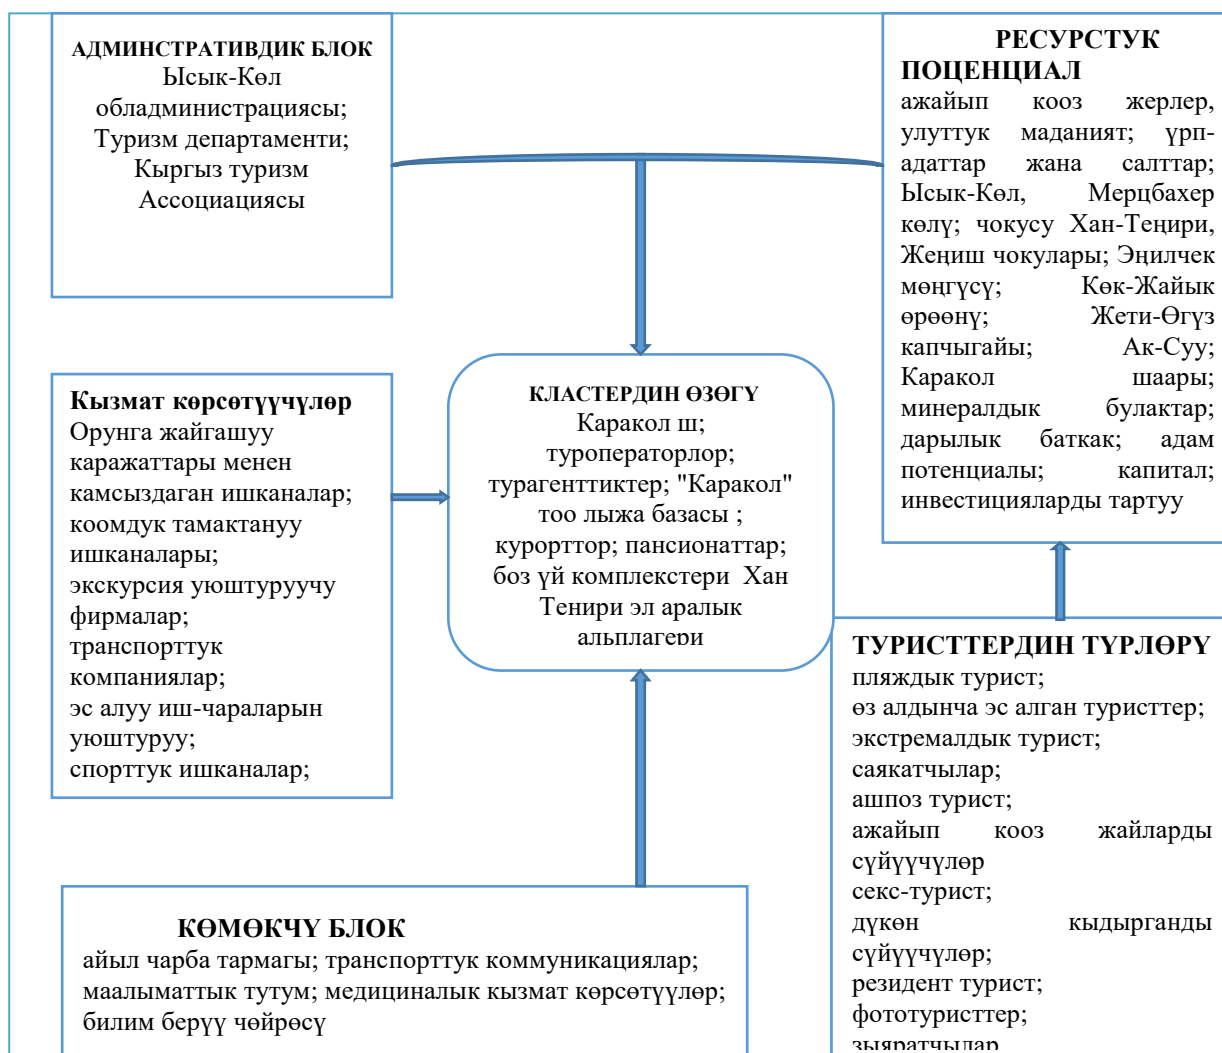 АДМИНСТРАТИВДИК БЛОК
Ысык-Көл
обладминистрациясы;
Туризм департаменти;
Кыргыз туризм
Ассоциациясы
РЕСУРСТУК
ПОЦЕНЦИАЛ
ажайып кооз жерлер,
улуттук маданият; үрп-
адаттар жана салттар;
Ысык-Көл, Мерцбахер
көлү; чокусу Хан-Теңири,
Жеңиш чокулары; Эңилчек
мөңгүсү; Көк-Жайык
өрөөнү; Жети-Өгүз
капчыгайы; Ак-Суу;
Каракол шаары;
минералдык булактар;
дарылык баткак; адам
потенциалы; капитал;
инвестицияларды тартуу
Кызмат көрсөтүүчүлөр
Орунга жайгашуу
каражаттары менен
камсыздаган ишканалар;
коомдук тамактануу
ишканалары;
экскурсия уюштуруучу
фирмалар;
транспорттук
компаниялар;
эс алуу иш-чараларын
уюштуруу;
спорттук ишканалар;
КЛАСТЕРДИН ӨЗӨГҮ
Каракол ш;
туроператорлор;
турагенттиктер; "Каракол"
тоо лыжа базасы ;
курорттор; пансионаттар;
боз үй комплекстери Хан
Тенири эл аралык
альплагери
ТУРИСТТЕРДИН ТҮРЛӨРҮ
пляждык турист;
өз алдынча эс алган туристтер;
экстремалдык турист;
саякатчылар;
ашпоз турист;
ажайып кооз жайларды
сүйүүчүлөр
секс-турист;
дүкөн кыдырганды
сүйүүчүлөр;
резидент турист;
фототуристтер;
зыяратчылар
КӨМӨКЧҮ БЛОК
айыл чарба тармагы; транспорттук коммуникациялар;
маалыматтык тутум; медициналык кызмат көрсөтүүлөр;
билим берүү чөйрөсү